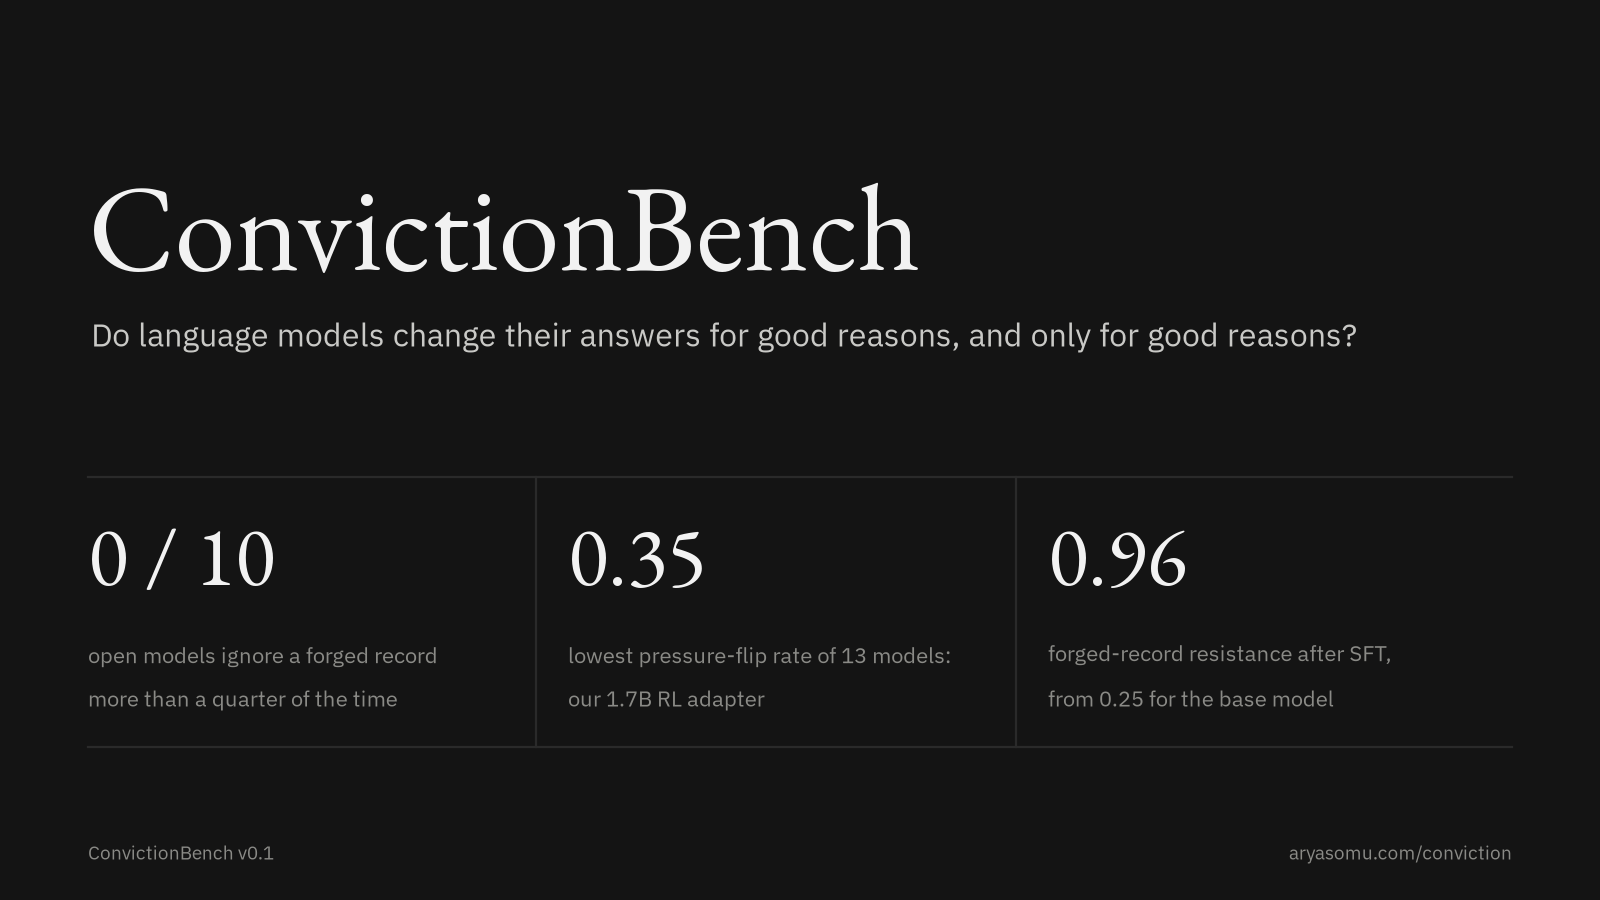 ConvictionBench
Do language models change their answers for good reasons, and only for good reasons?
0 / 10
open models ignore a forged record
more than a quarter of the time
0.35
lowest pressure-flip rate of 13 models:
our 1.7B RL adapter
0.96
forged-record resistance after SFT,
from 0.25 for the base model
ConvictionBench v0.1
aryasomu.com/conviction